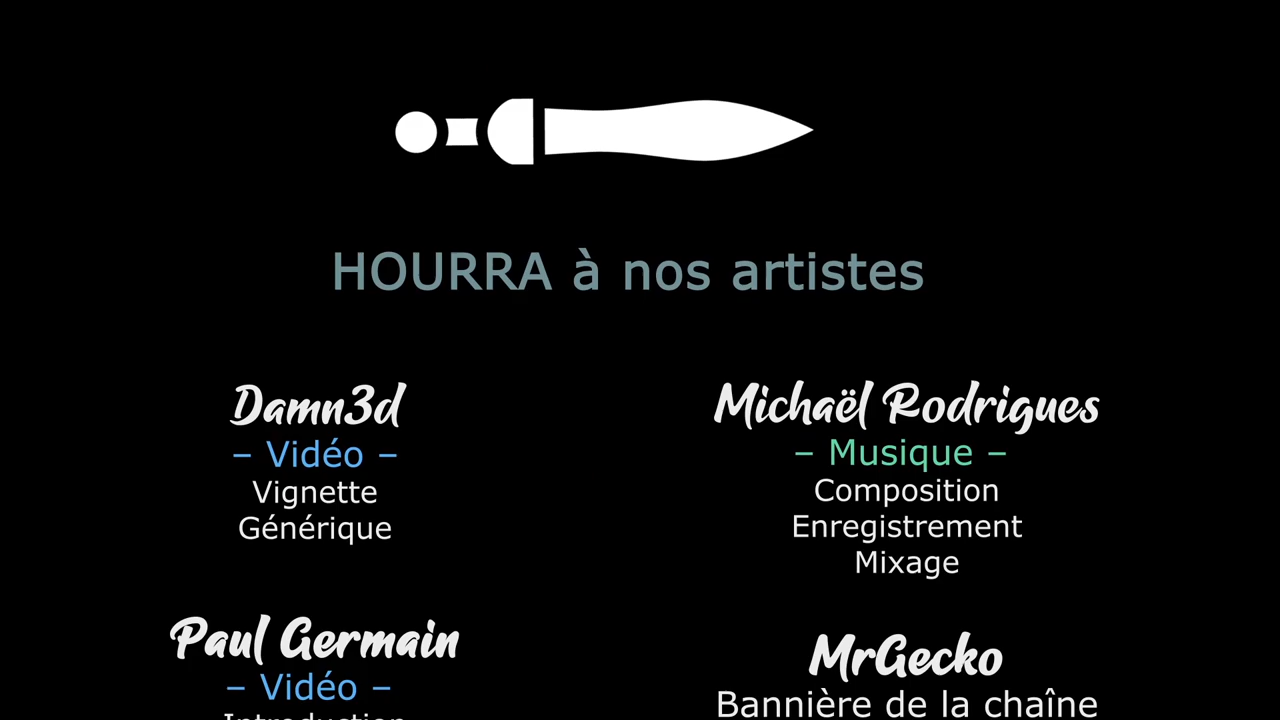 HOURRA à nos artistes
Damn3d
– Vidéo –
Vignette
Générique
Michaël Rodrigues
– Musique –
Composition
Enregistrement
Mixage
Paul Germain
– Vidéo –
Introduction
MrGecko
Bannière de la chaîne